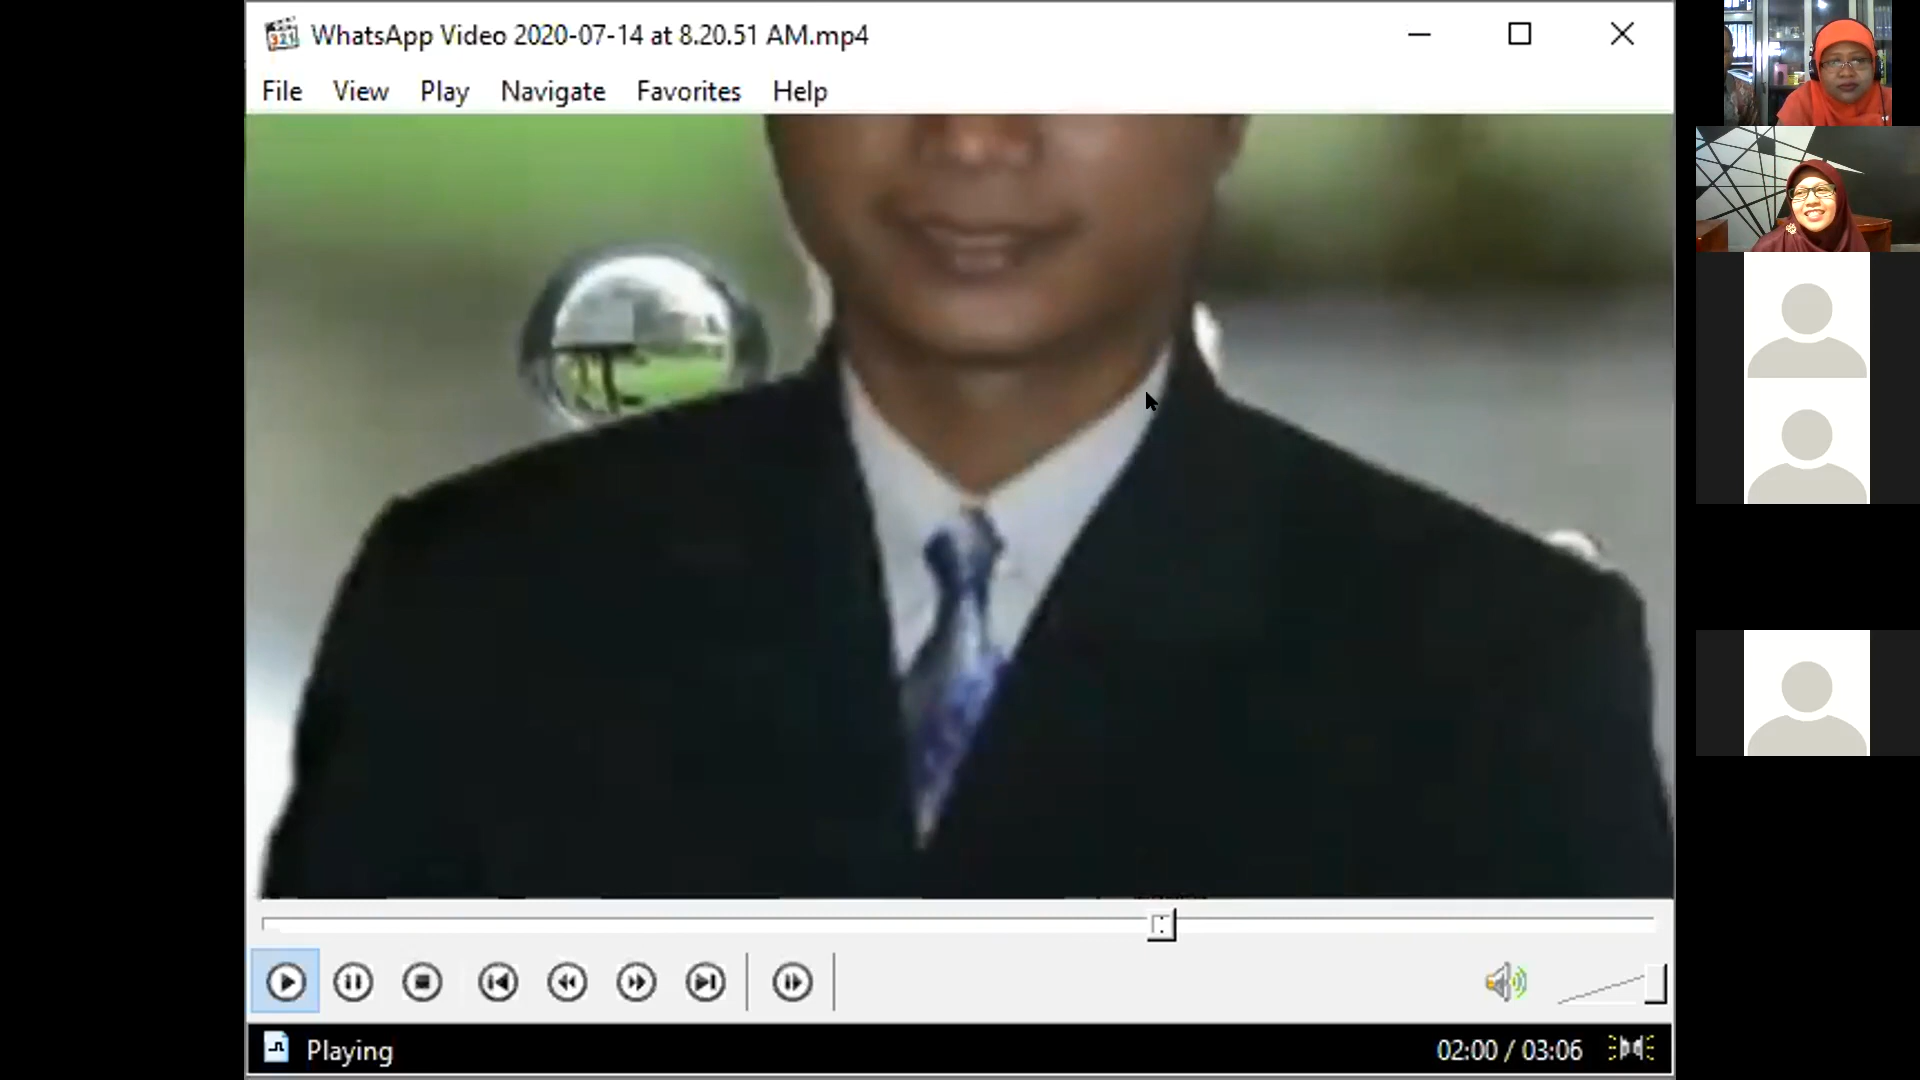 WhatsApp Video 2020-07-14 at 8.20.51 AM.mp4
File View Play Navigate Favorites Help
Playing
02:00 / 03:06